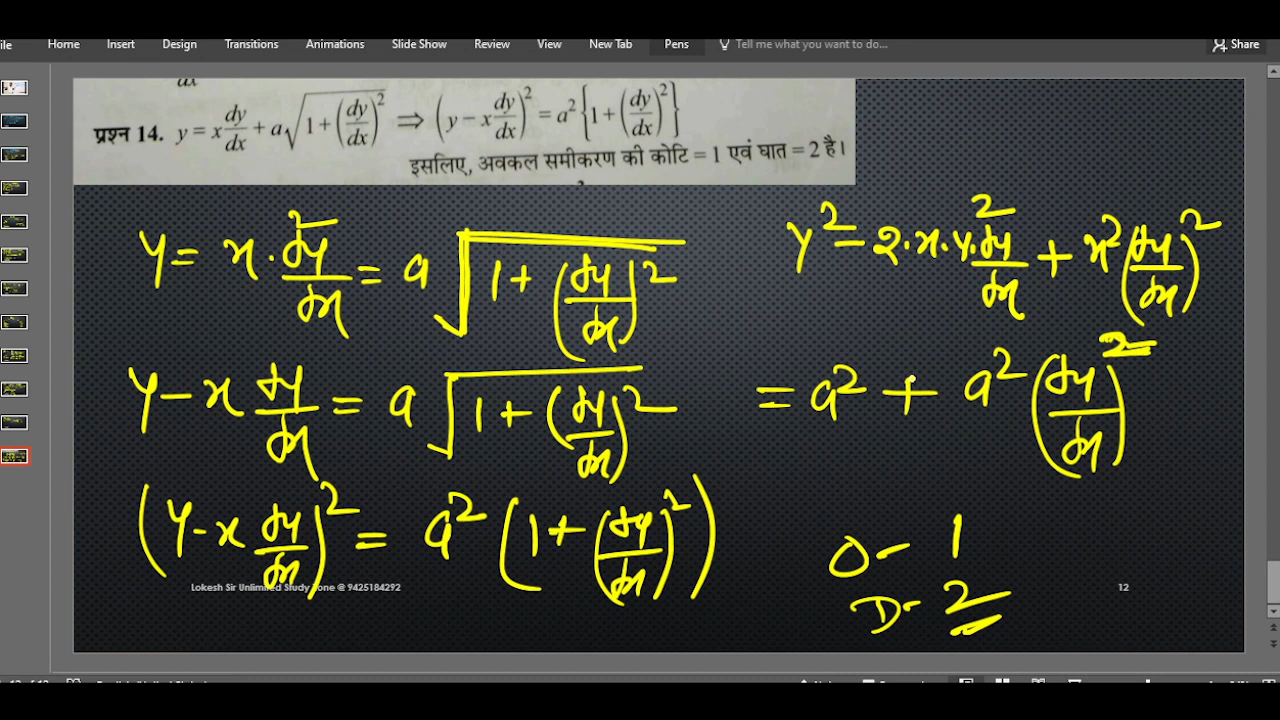 File Home Insert Design Transitions Animations Slide Show Review View New Tab Pens Tell me what you want to do... Share
dx
प्रश्न 14. y = x dy/dx + a√(1 + (dy/dx)²) ⇒ (y − x dy/dx)² = a² {1 + (dy/dx)²}
इसलिए, अवकल समीकरण की कोटि = 1 एवं घात = 2 है।
y = x · dy/dx = a √(1 + (dy/dx)²)
y − x dy/dx = a √(1 + (dy/dx)²)
(y − x dy/dx)² = a² (1 + (dy/dx)²)
y² − 2·x·y·dy/dx + x² (dy/dx)²
= a² + a² (dy/dx)²
O - 1
D - 2
Lokesh Sir Unlimited Study Zone @ 9425184292
12